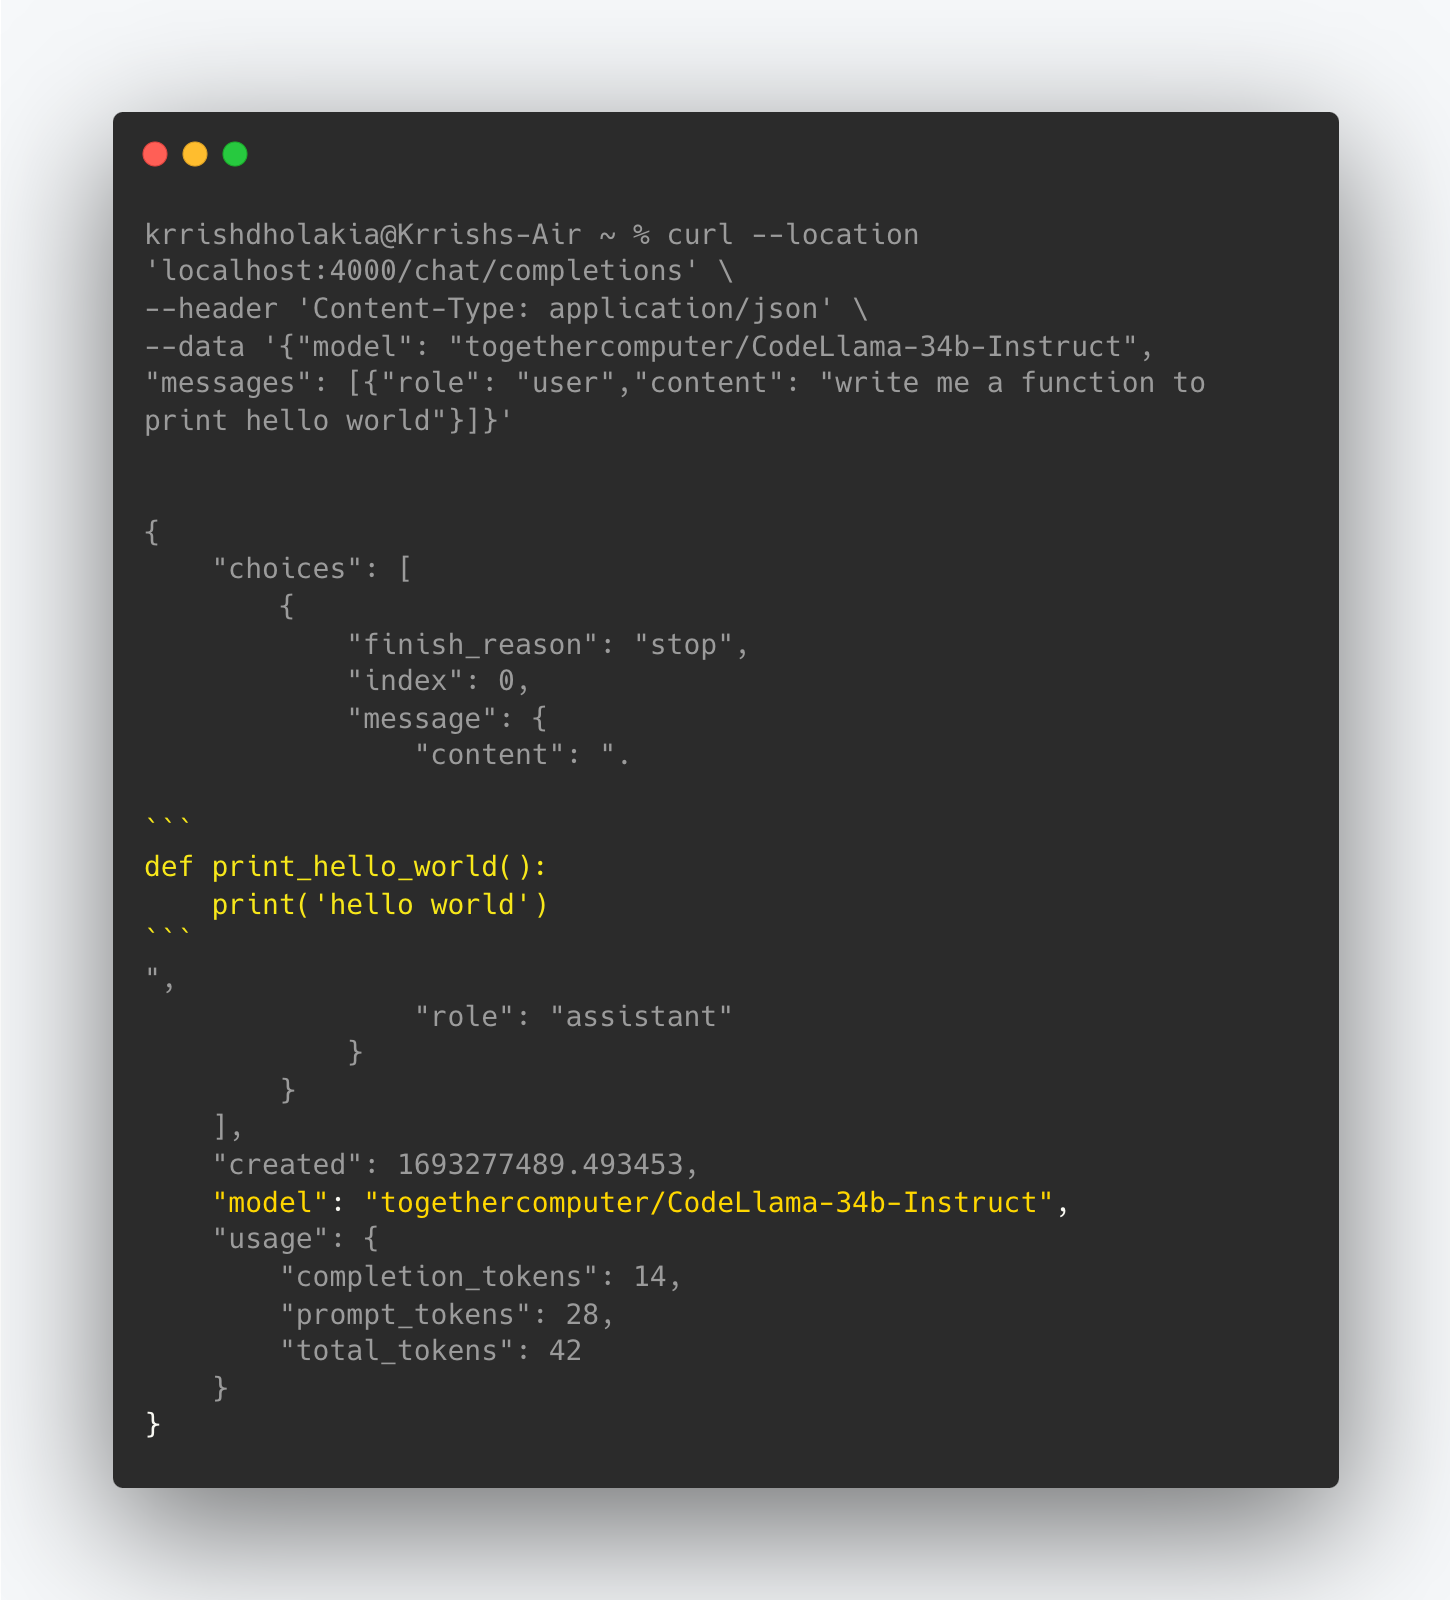 krrishdholakia@Krrishs-Air ~ % curl --location
'localhost:4000/chat/completions' \
--header 'Content-Type: application/json' \
--data '{"model": "togethercomputer/CodeLlama-34b-Instruct",
"messages": [{"role": "user","content": "write me a function to
print hello world"}]}'
{
    "choices": [
        {
            "finish_reason": "stop",
            "index": 0,
            "message": {
                "content": ".
```
def print_hello_world():
    print('hello world')
```
",
                "role": "assistant"
            }
        }
    ],
    "created": 1693277489.493453,
    "model": "togethercomputer/CodeLlama-34b-Instruct",
    "usage": {
        "completion_tokens": 14,
        "prompt_tokens": 28,
        "total_tokens": 42
    }
}